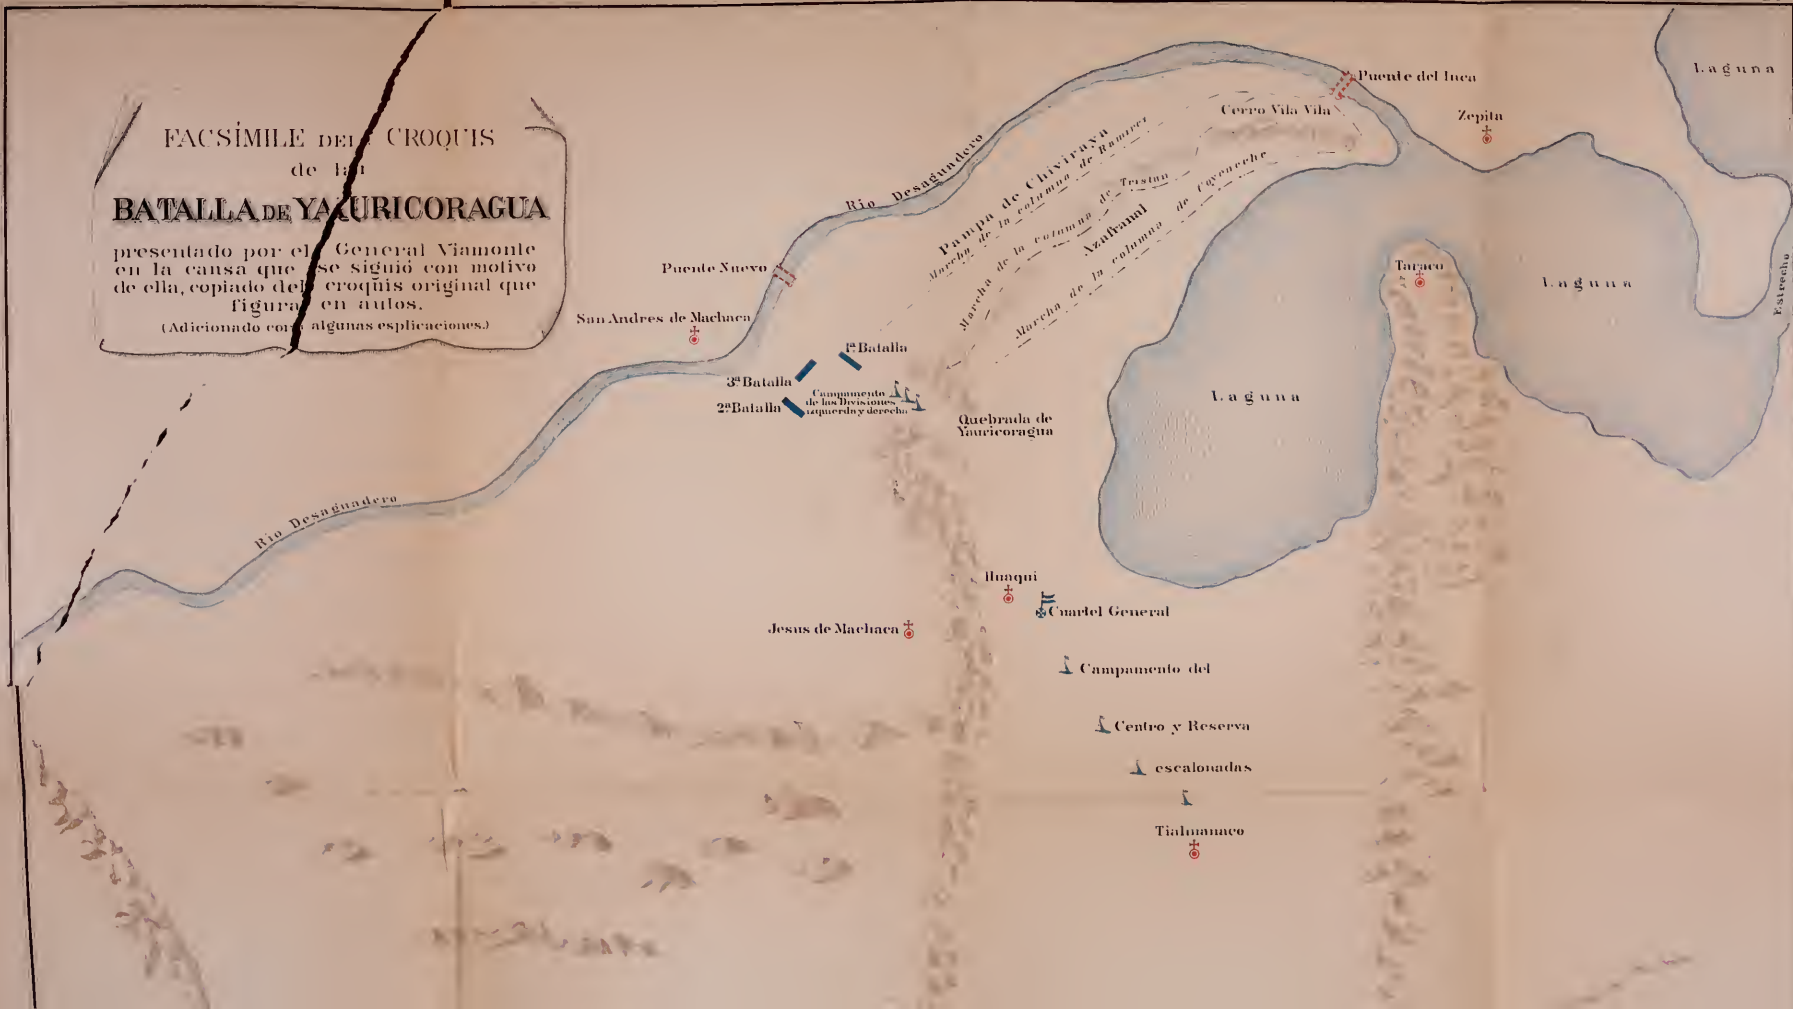 FACSÍMILE DEL CROQUIS
de la
BATALLA DE YAURICORAGUA
presentado por el General Viamonte
en la causa que se siguió con motivo
de ella, copiado del croquis original que
figura en autos.
(Adicionado con algunas esplicaciones.)
Laguna
Puente del Inca
Cerro Vila Vila
Zepita
Rio Desaguadero
Pampa de Chiviraya
Marcha de la columna de Ramirez
Marcha de la columna de Tristan
Azafranal
Marcha de la columna de Goyeneche
Puente Nuevo
San Andres de Machaca
Taraco
Laguna
Estrecho
1ª Batalla
3ª Batalla
2ª Batalla
Campamento
de las Divisiones
izquierda y derecha
Laguna
Quebrada de
Yauricoragua
Rio Desaguadero
Huaqui
Cuartel General
Jesus de Machaca
Campamento del
Centro y Reserva
escalonadas
Tiahuanaco